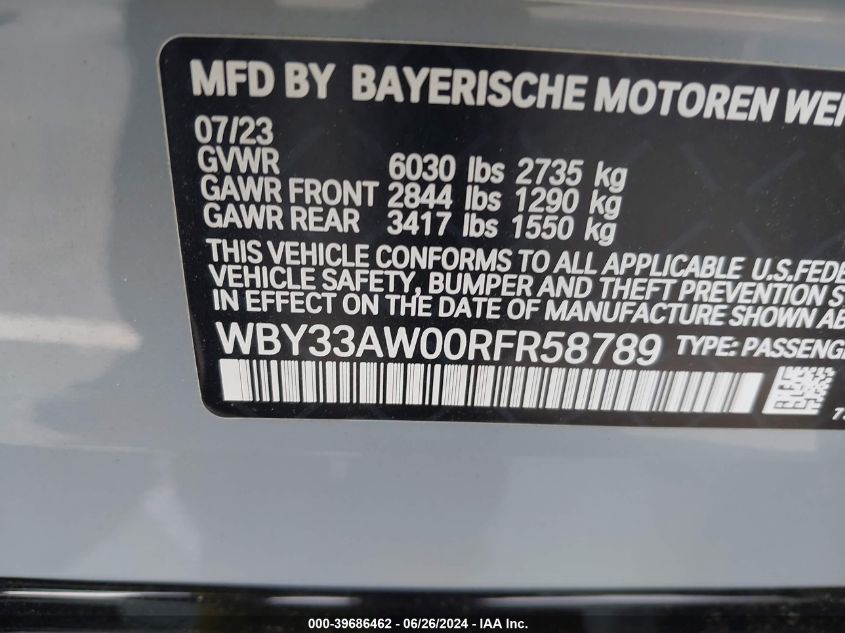 MFD BY BAYERISCHE MOTOREN
07/23
GVWR 6030 lbs 2735 kg
GAWR FRONT 2844 lbs 1290 kg
GAWR REAR 3417 lbs 1550 kg
THIS VEHICLE CONFORMS TO ALL APPLICABLE
VEHICLE SAFETY, BUMPER AND THEFT PREVENTION
IN EFFECT ON THE DATE OF MANUFACTURE SHOWN
WBY33AW00RFR58789 TYPE:
000-39686462 - 06/26/2024 - IAA Inc.